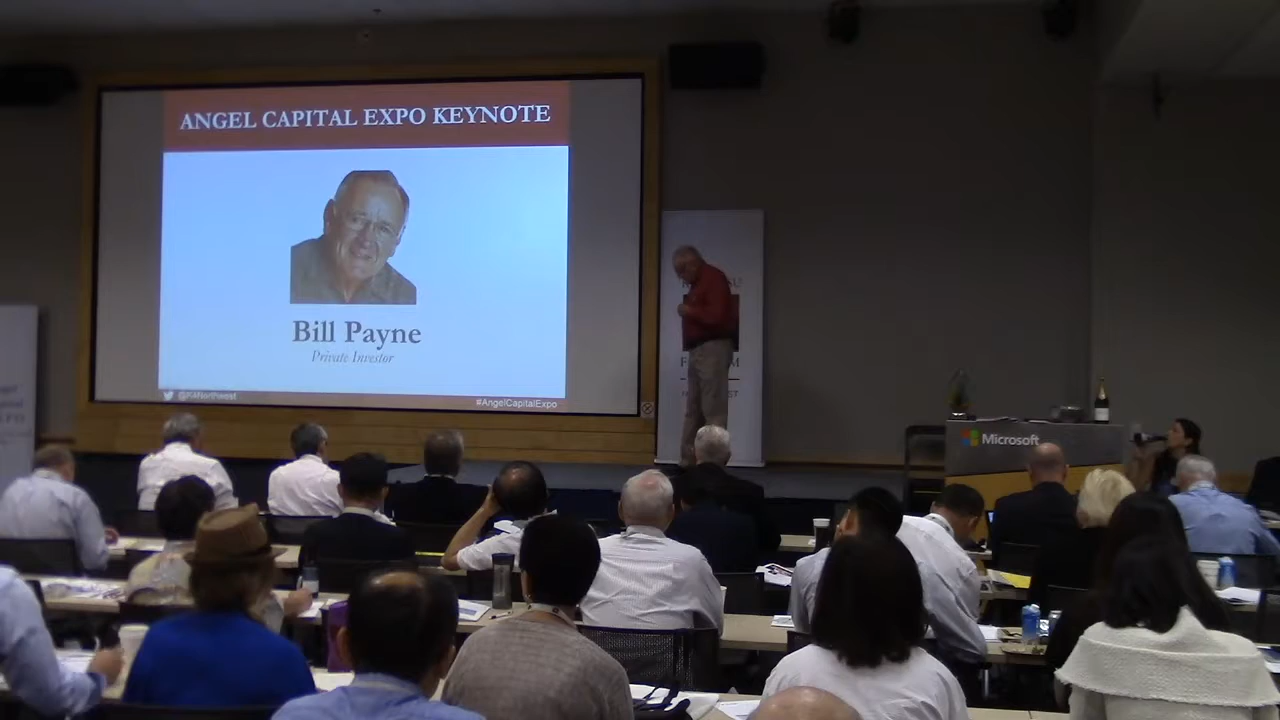 ANGEL CAPITAL EXPO KEYNOTE
Bill Payne
Private Investor
#AngelCapitalExpo
Microsoft